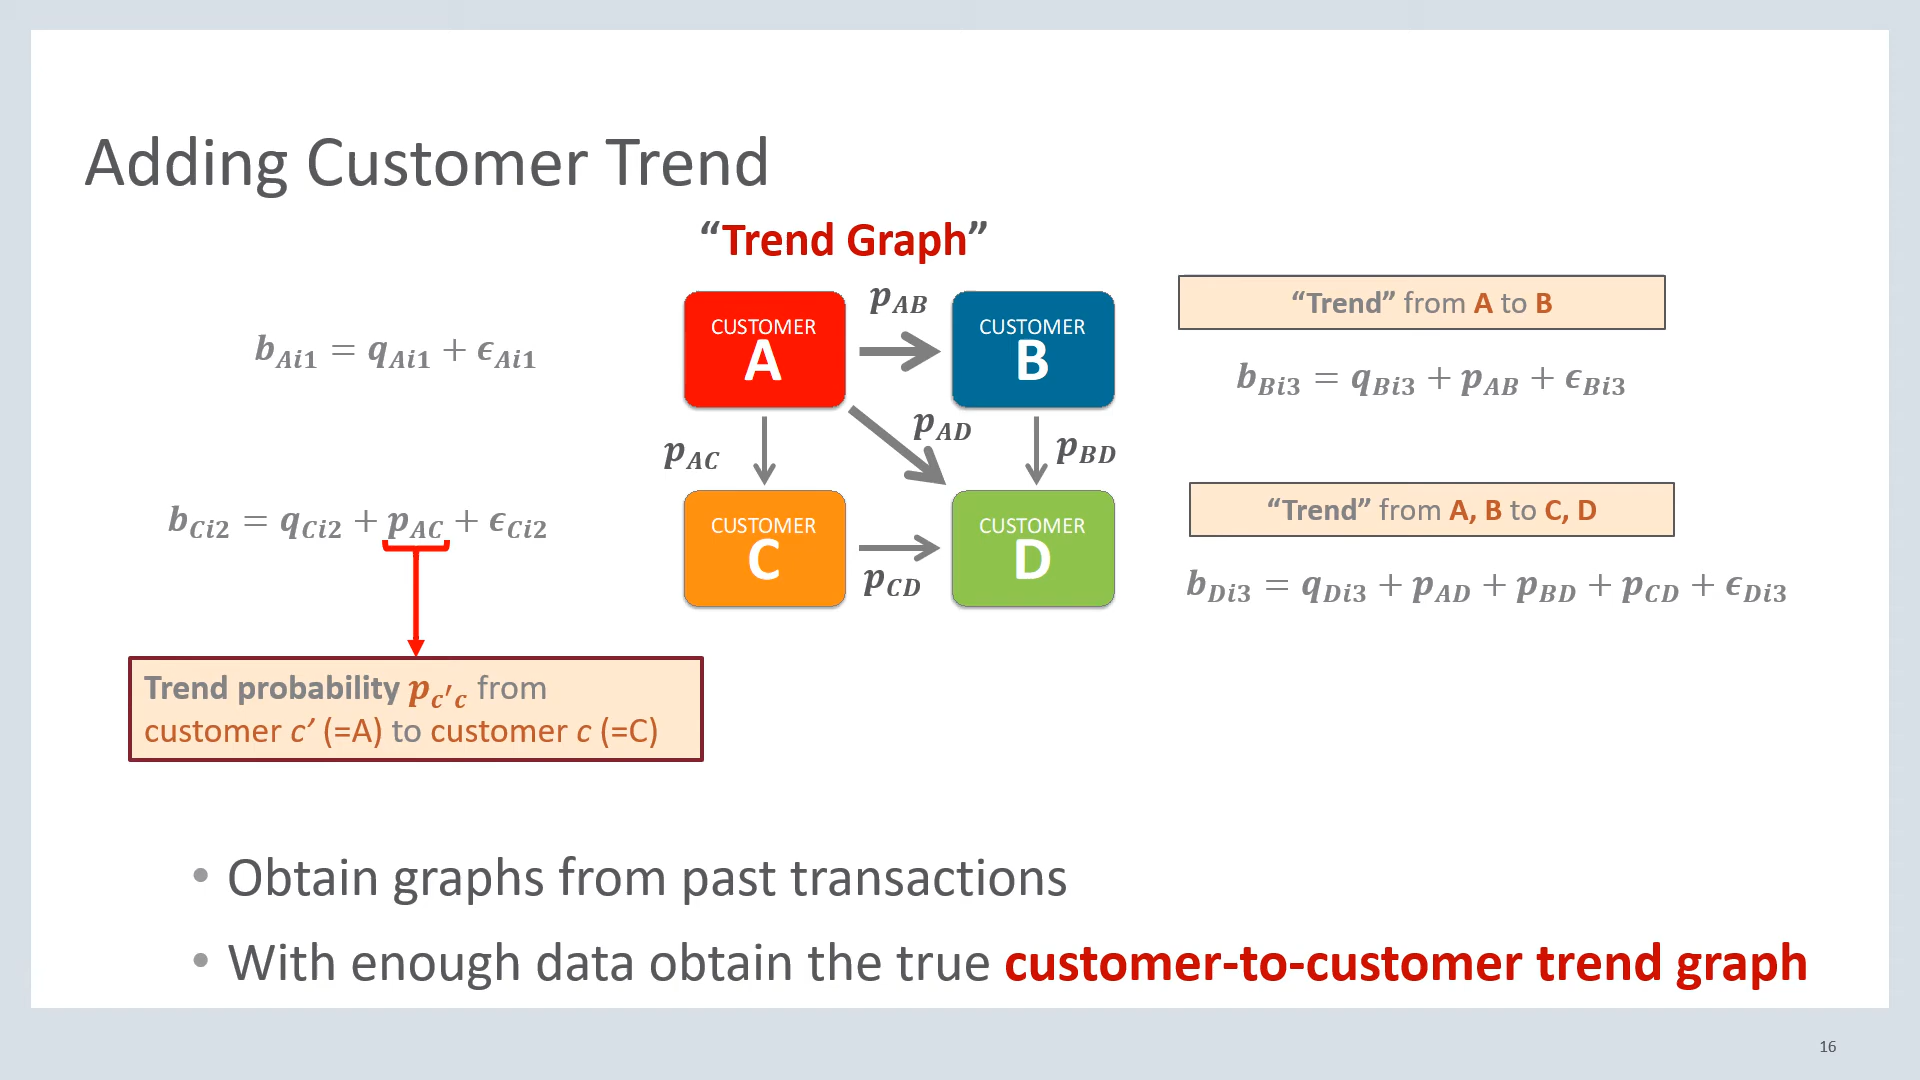 Adding Customer Trend
“Trend Graph”
b_{Ai1} = q_{Ai1} + ϵ_{Ai1}
CUSTOMER
A
p_{AB}
CUSTOMER
B
“Trend” from A to B
b_{Bi3} = q_{Bi3} + p_{AB} + ϵ_{Bi3}
p_{AC}
p_{AD}
p_{BD}
b_{Ci2} = q_{Ci2} + p_{AC} + ϵ_{Ci2}
CUSTOMER
C
p_{CD}
CUSTOMER
D
“Trend” from A, B to C, D
b_{Di3} = q_{Di3} + p_{AD} + p_{BD} + p_{CD} + ϵ_{Di3}
Trend probability p_{c′c} from
customer c’ (=A) to customer c (=C)
• Obtain graphs from past transactions
• With enough data obtain the true customer-to-customer trend graph
16